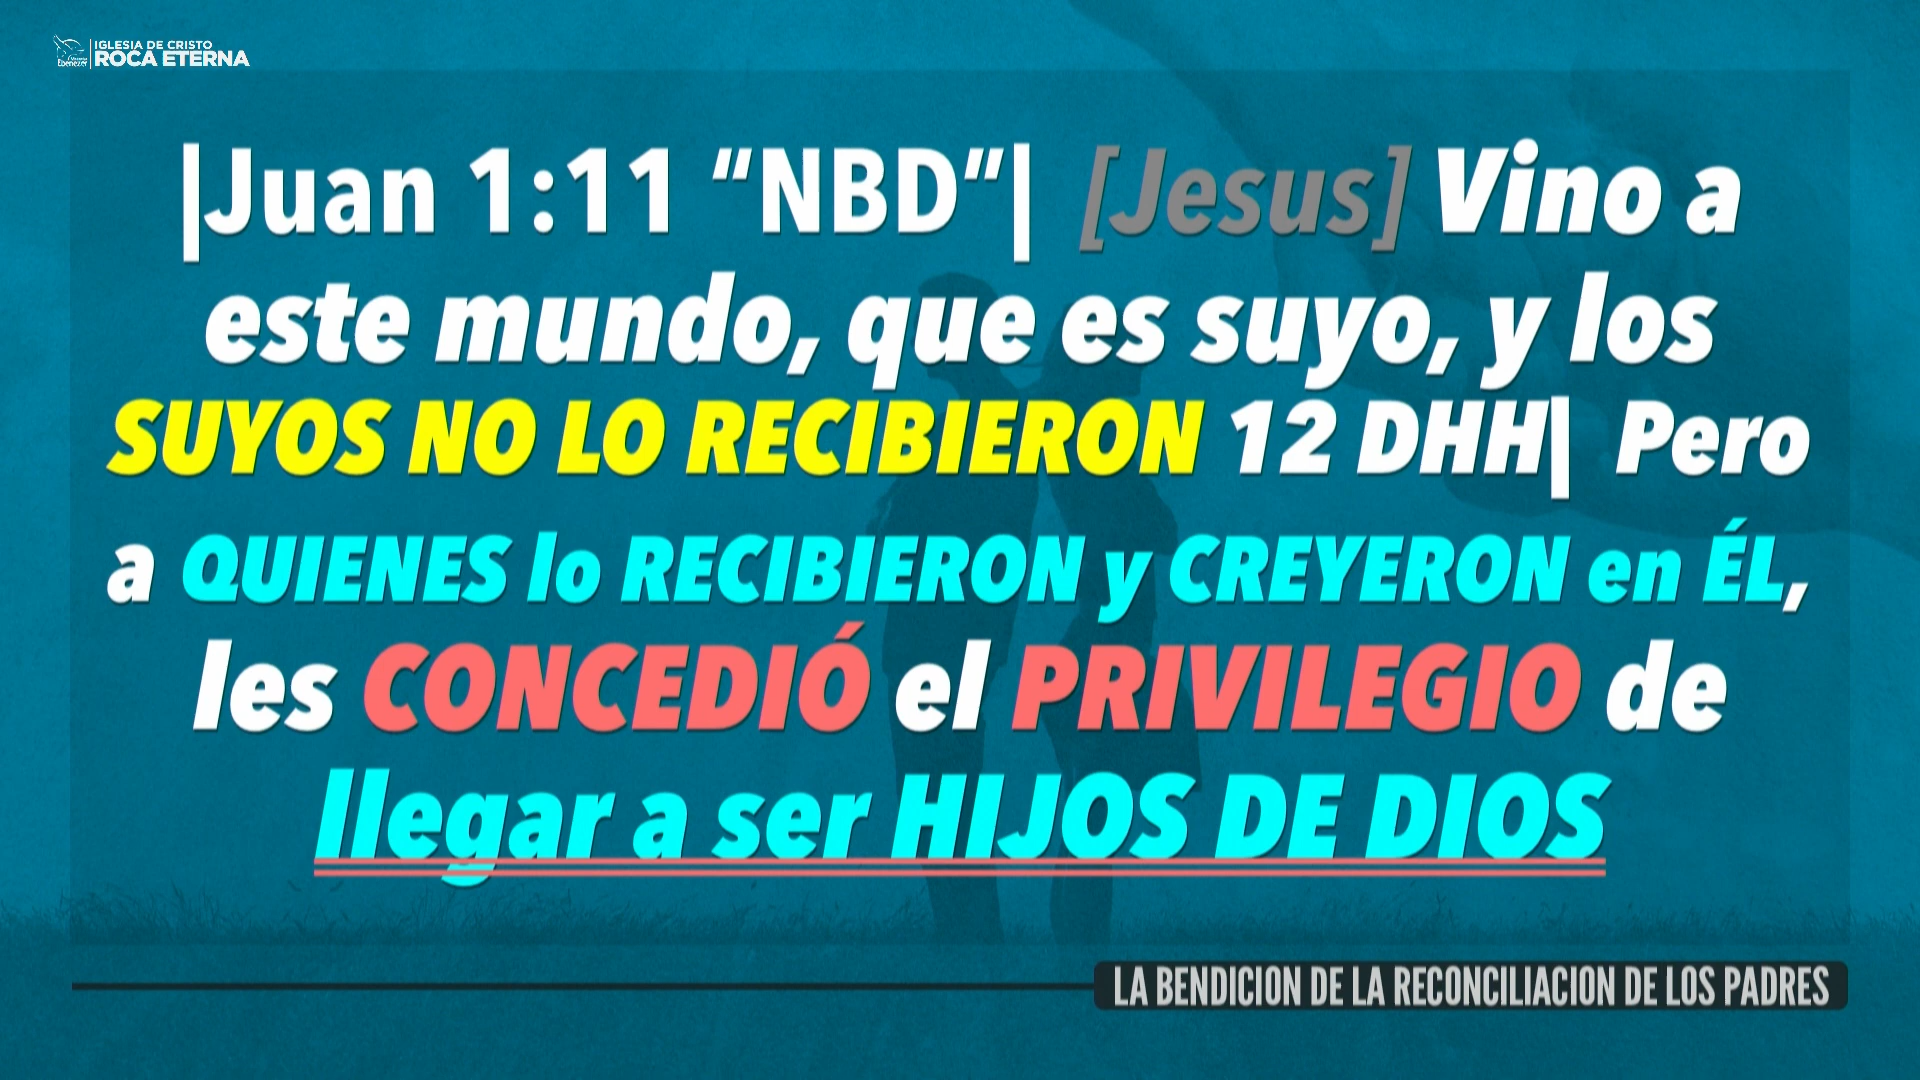 IGLESIA DE CRISTO
ROCA ETERNA
Ebenezer
|Juan 1:11 “NBD”| [Jesus] Vino a
este mundo, que es suyo, y los
SUYOS NO LO RECIBIERON 12 DHH| Pero
a QUIENES lo RECIBIERON y CREYERON en ÉL,
les CONCEDIÓ el PRIVILEGIO de
llegar a ser HIJOS DE DIOS
LA BENDICION DE LA RECONCILIACION DE LOS PADRES